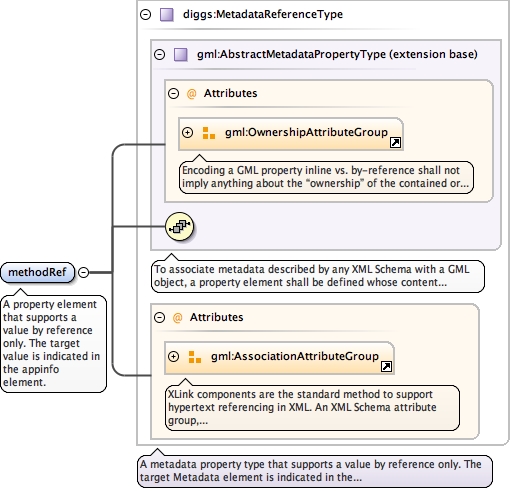 diggs:MetadataReferenceType
gml:AbstractMetadataPropertyType (extension base)
@ Attributes
gml:OwnershipAttributeGroup
Encoding a GML property inline vs. by-reference shall not
imply anything about the "ownership" of the contained or...
To associate metadata described by any XML Schema with a GML
object, a property element shall be defined whose content...
methodRef
A property element
that supports a
value by reference
only. The target
value is indicated in
the appinfo
element.
@ Attributes
gml:AssociationAttributeGroup
XLink components are the standard method to support
hypertext referencing in XML. An XML Schema attribute
group,...
A metadata property type that supports a value by reference only. The
target Metadata element is indicated in the...